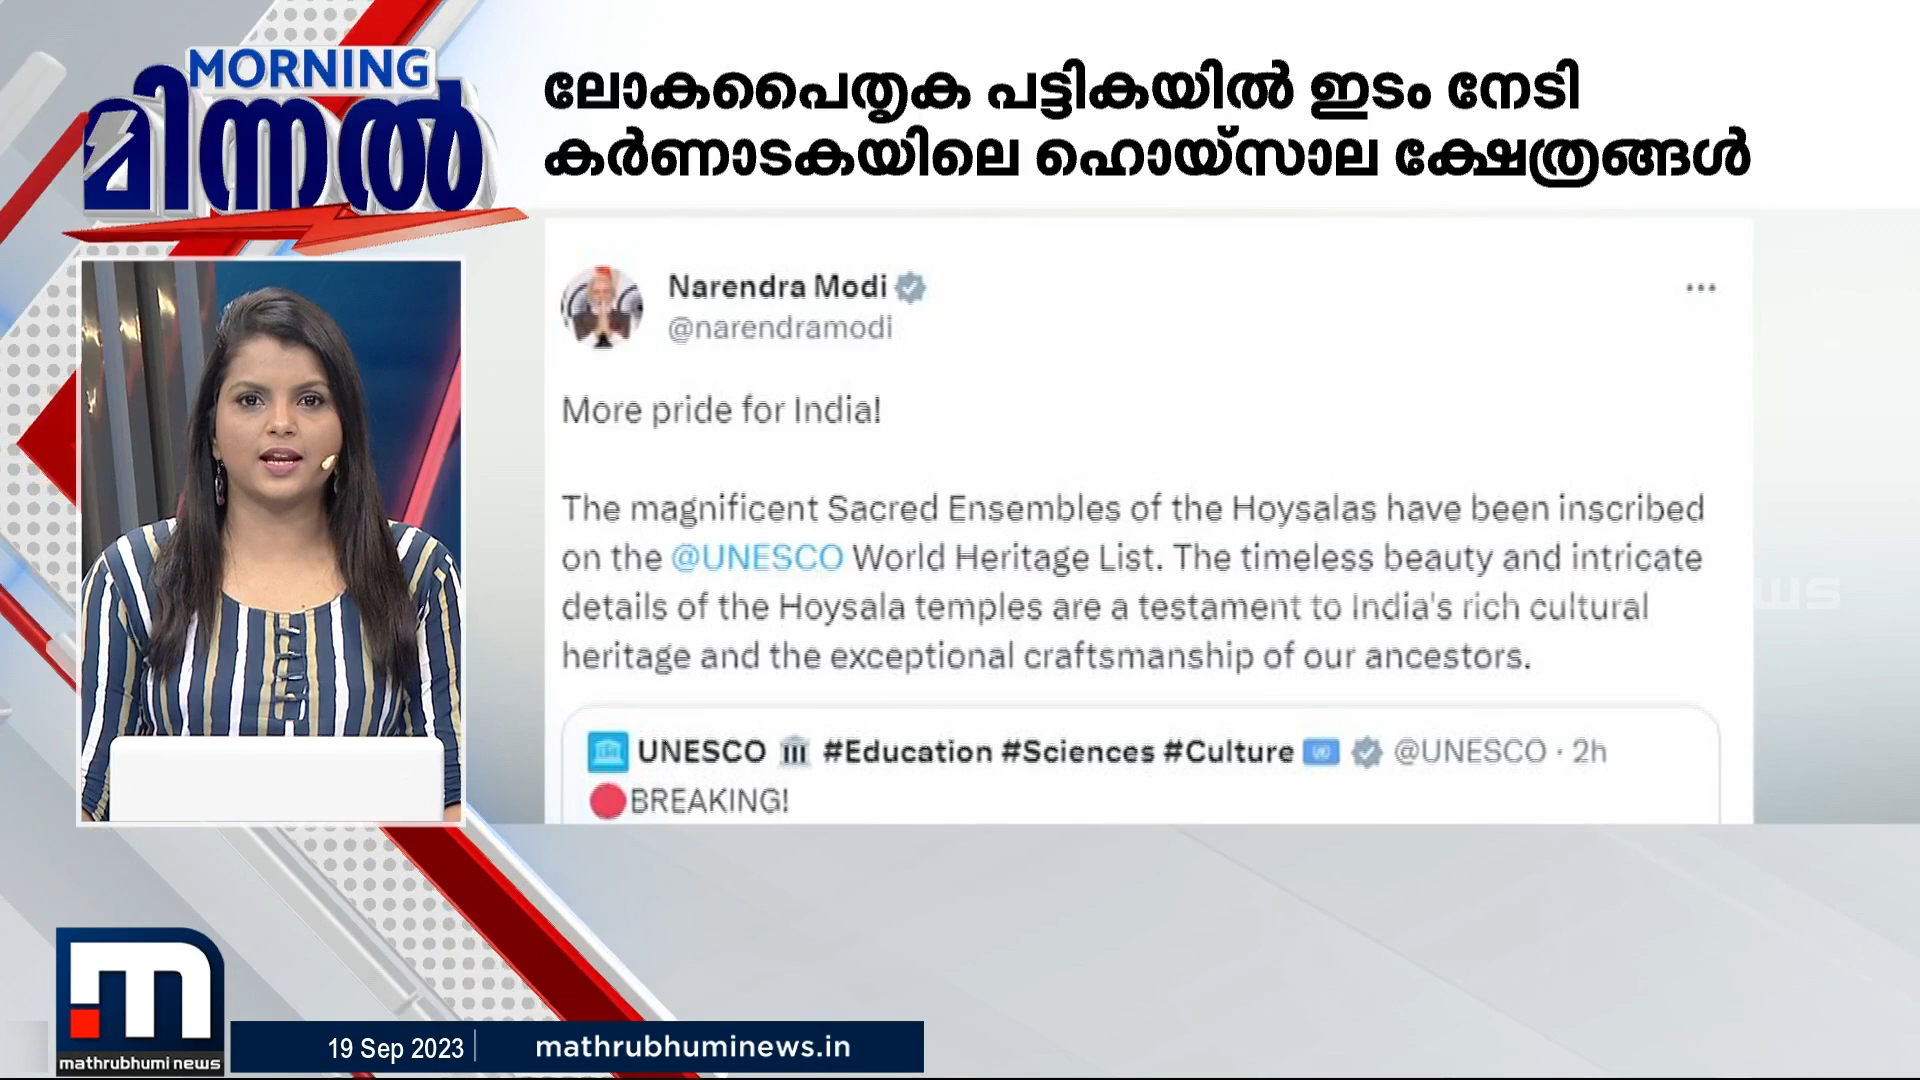 MORNING
മിന്നൽ
ലോകപൈതൃക പട്ടികയിൽ ഇടം നേടി
കർണാടകയിലെ ഹൊയ്സാല ക്ഷേത്രങ്ങൾ
Narendra Modi
@narendramodi
More pride for India!
The magnificent Sacred Ensembles of the Hoysalas have been inscribed
on the @UNESCO World Heritage List. The timeless beauty and intricate
details of the Hoysala temples are a testament to India's rich cultural
heritage and the exceptional craftsmanship of our ancestors.
UNESCO 🏛️ #Education #Sciences #Culture 🇺🇳 @UNESCO · 2h
🔴BREAKING!
mathrubhumi news
19 Sep 2023
mathrubhuminews.in